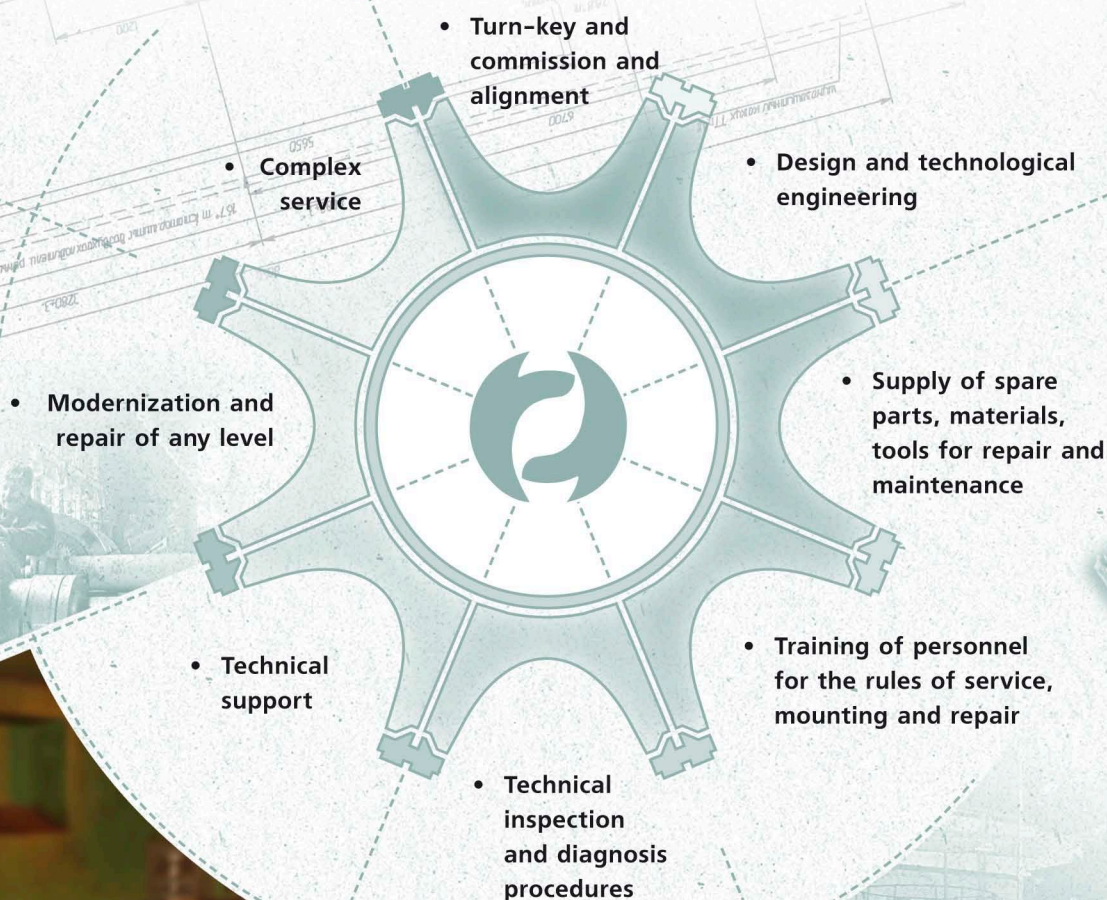 • Turn-key and
commission and
alignment
• Design and technological
engineering
• Supply of spare
parts, materials,
tools for repair and
maintenance
• Training of personnel
for the rules of service,
mounting and repair
• Technical
inspection
and diagnosis
procedures
• Technical
support
• Modernization and
repair of any level
• Complex
service
5650
6700